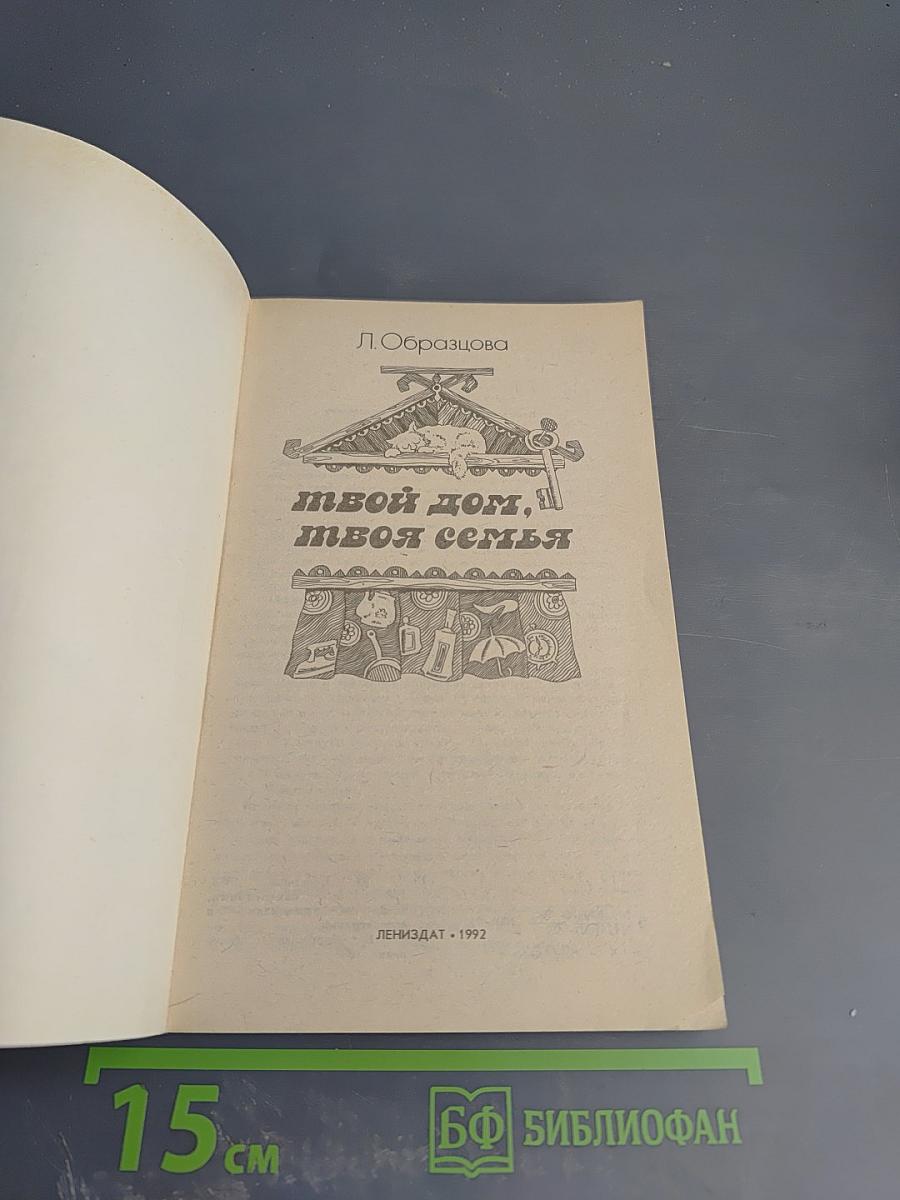 Л. Образцова
твой дом,
твоя семья
ЛЕНИЗДАТ • 1992
15 см
БФ БИБЛИОФАН